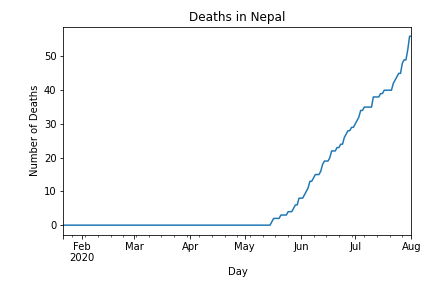 Deaths in Nepal
Number of Deaths
50
40
30
20
10
0
Feb
2020
Mar
Apr
May
Jun
Jul
Aug
Day